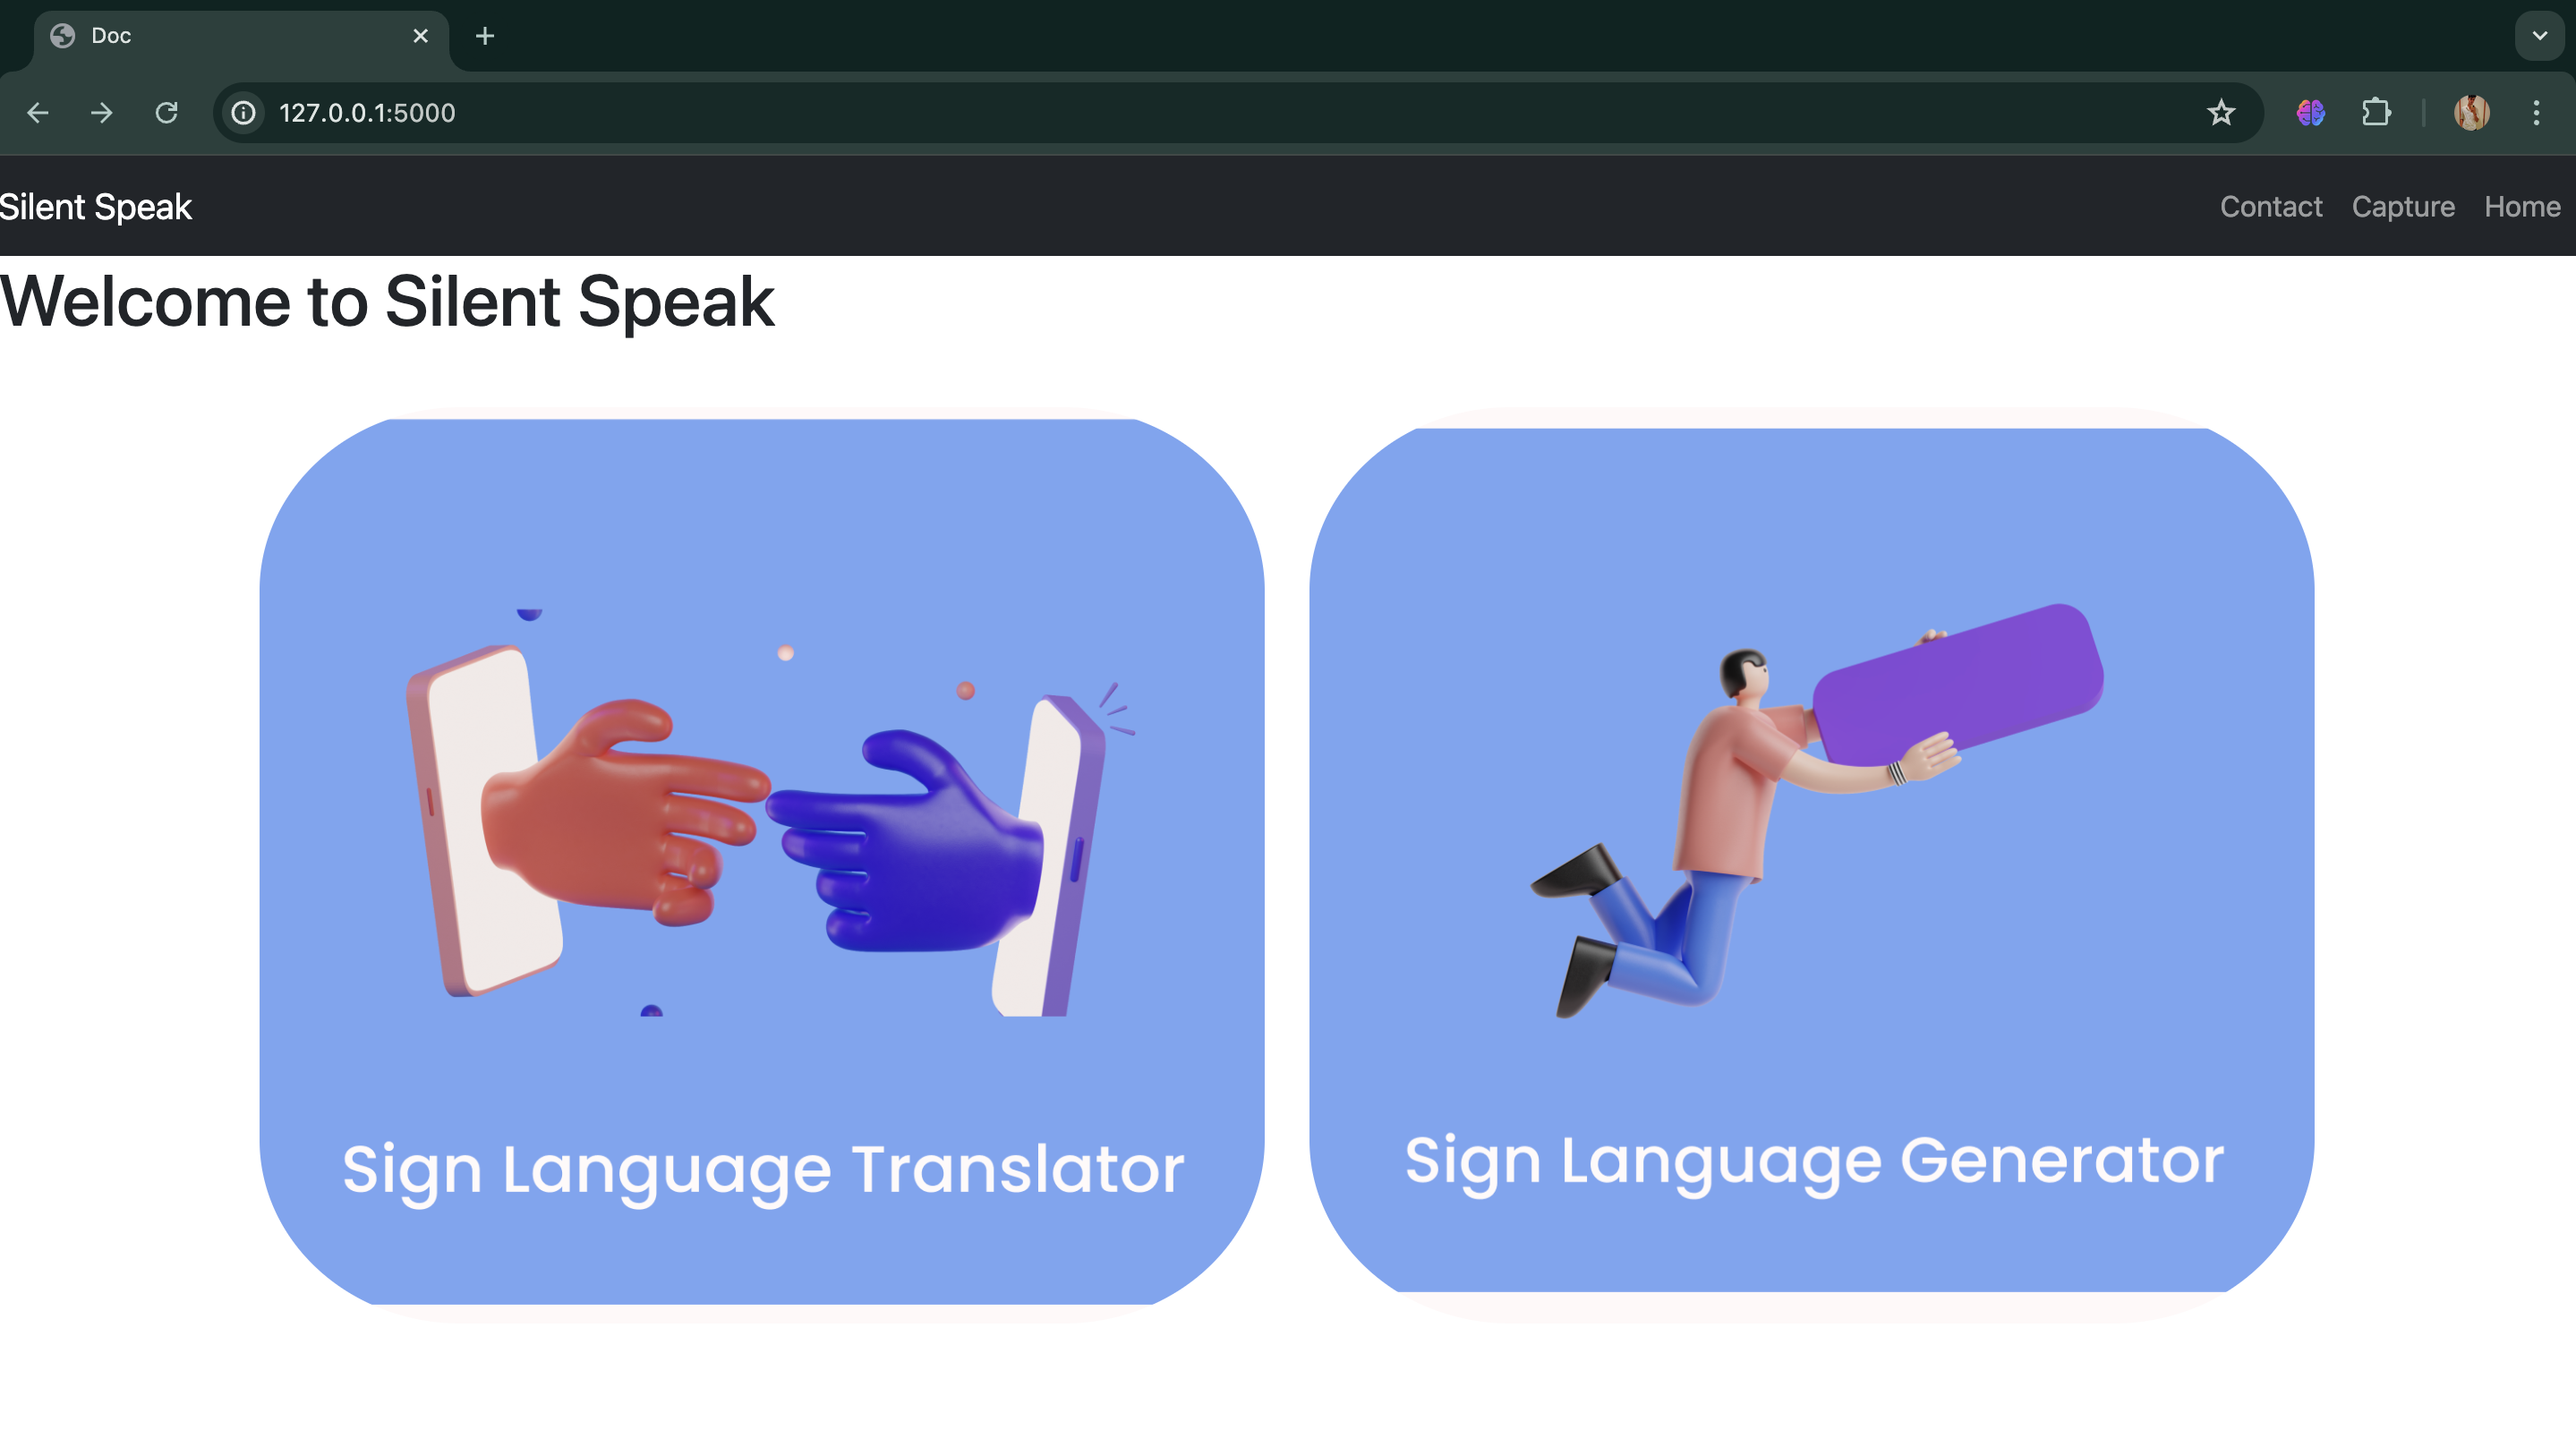 Doc
127.0.0.1:5000
Silent Speak
Contact Capture Home
Welcome to Silent Speak
Sign Language Translator
Sign Language Generator